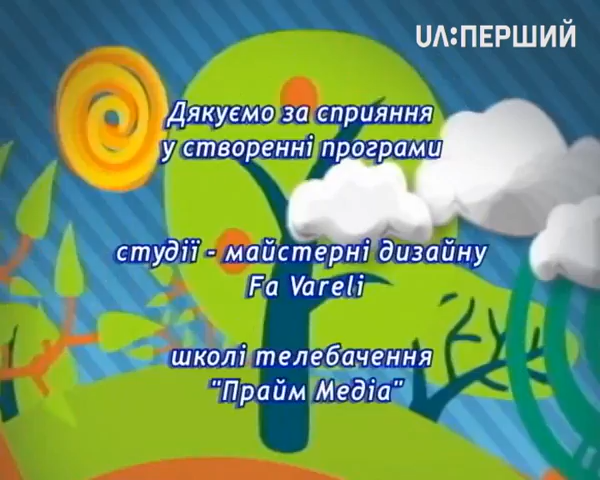 UA:ПЕРШИЙ
Дякуємо за сприяння
у створенні програми
студії - майстерні дизайну
Fa Vareli
школі телебачення
"Прайм Медіа"